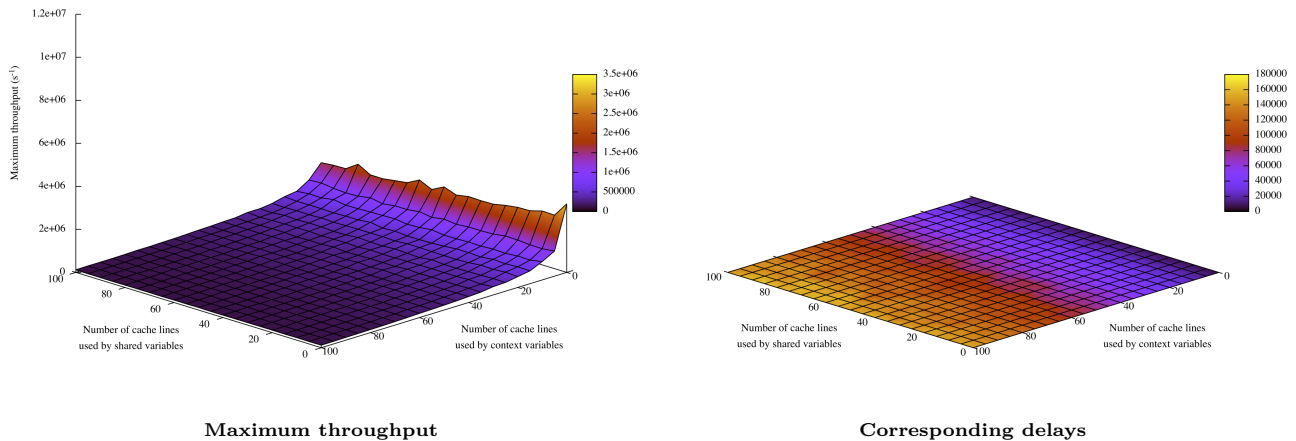 1.2e+07
1e+07
8e+06
6e+06
4e+06
2e+06
0
Maximum throughput (s-1)
3.5e+06
3e+06
2.5e+06
2e+06
1.5e+06
1e+06
500000
0
100
80
60
40
20
0
Number of cache lines
used by shared variables
100
80
60
40
20
0
Number of cache lines
used by context variables
Maximum throughput
180000
160000
140000
120000
100000
80000
60000
40000
20000
0
100
80
60
40
20
0
Number of cache lines
used by shared variables
100
80
60
40
20
0
Number of cache lines
used by context variables
Corresponding delays